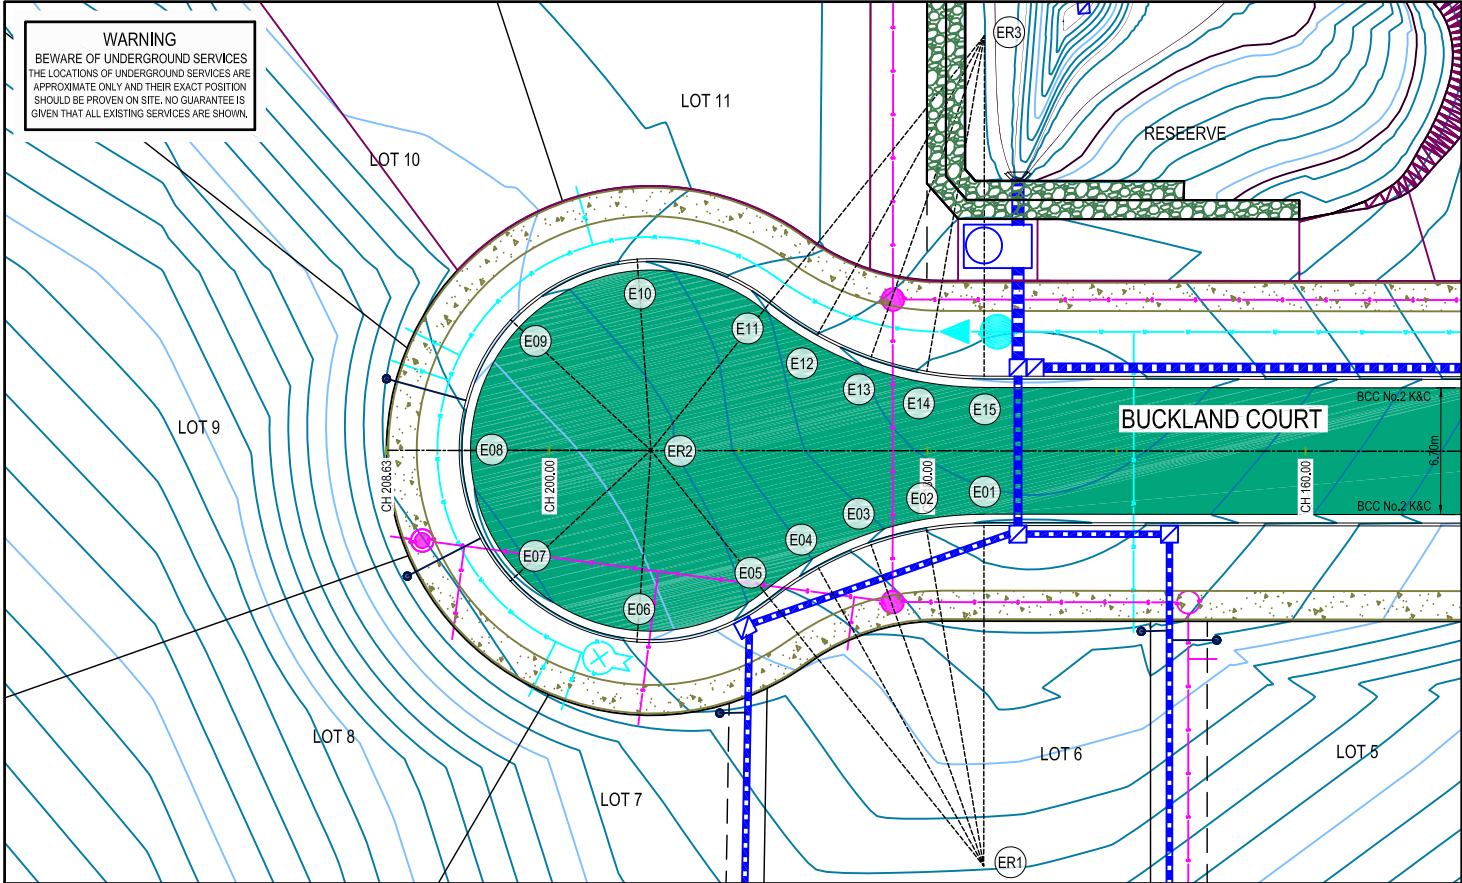 WARNING
BEWARE OF UNDERGROUND SERVICES
THE LOCATIONS OF UNDERGROUND SERVICES ARE
APPROXIMATE ONLY AND THEIR EXACT POSITION
SHOULD BE PROVEN ON SITE. NO GUARANTEE IS
GIVEN THAT ALL EXISTING SERVICES ARE SHOWN.
ER3
LOT 11
RESEERVE
LOT 10
E10
E11
E09
E12
E13
E14
E15
BCC No.2 K&C
BUCKLAND COURT
LOT 9
E08
ER2
6.70m
CH 208.63
CH 200.00
CH 160.00
E01
E02
BCC No.2 K&C
E03
E04
E07
E05
E06
LOT 8
LOT 6
LOT 5
LOT 7
ER1